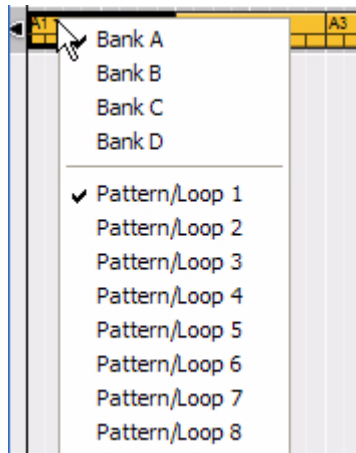 A1 A3
Bank A
Bank B
Bank C
Bank D
Pattern/Loop 1
Pattern/Loop 2
Pattern/Loop 3
Pattern/Loop 4
Pattern/Loop 5
Pattern/Loop 6
Pattern/Loop 7
Pattern/Loop 8